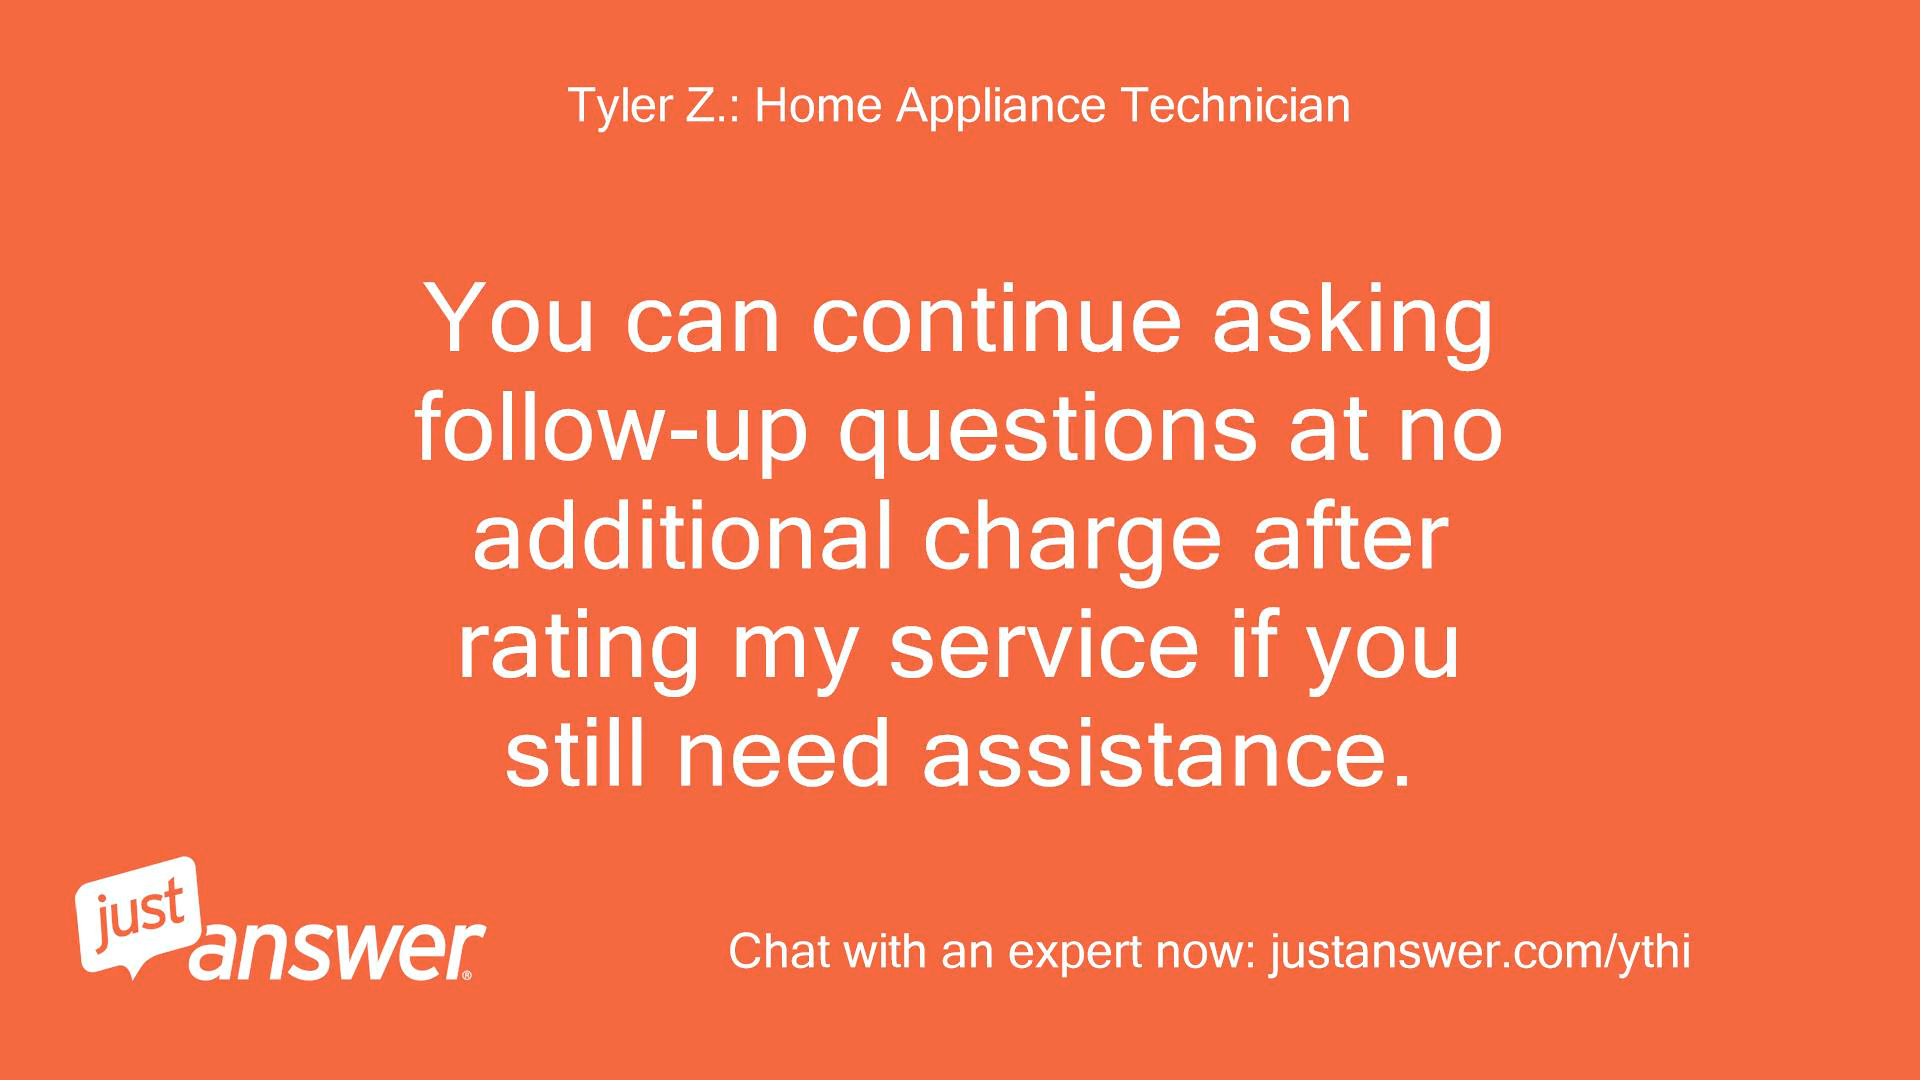 Tyler Z.: Home Appliance Technician
You can continue asking
follow-up questions at no
additional charge after
rating my service if you
still need assistance.
just
answer®
Chat with an expert now: justanswer.com/ythi